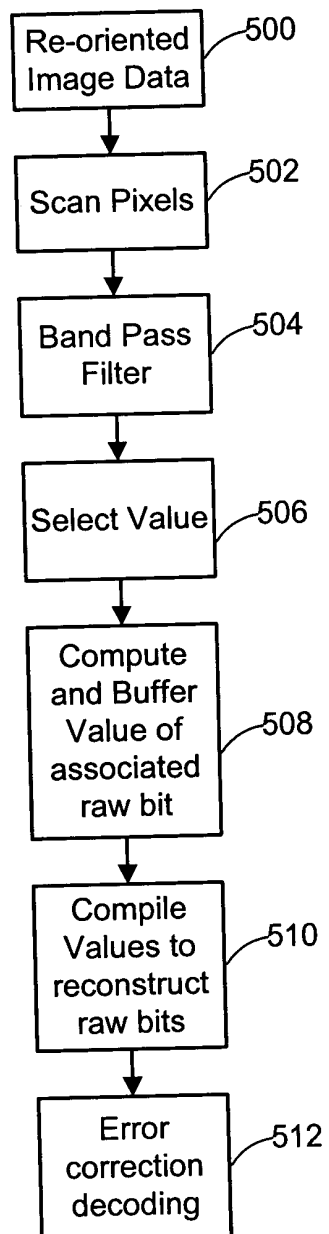 Re-oriented
Image Data
500
Scan Pixels
502
Band Pass
Filter
504
Select Value
506
Compute
and Buffer
Value of
associated
raw bit
508
Compile
Values to
reconstruct
raw bits
510
Error
correction
decoding
512